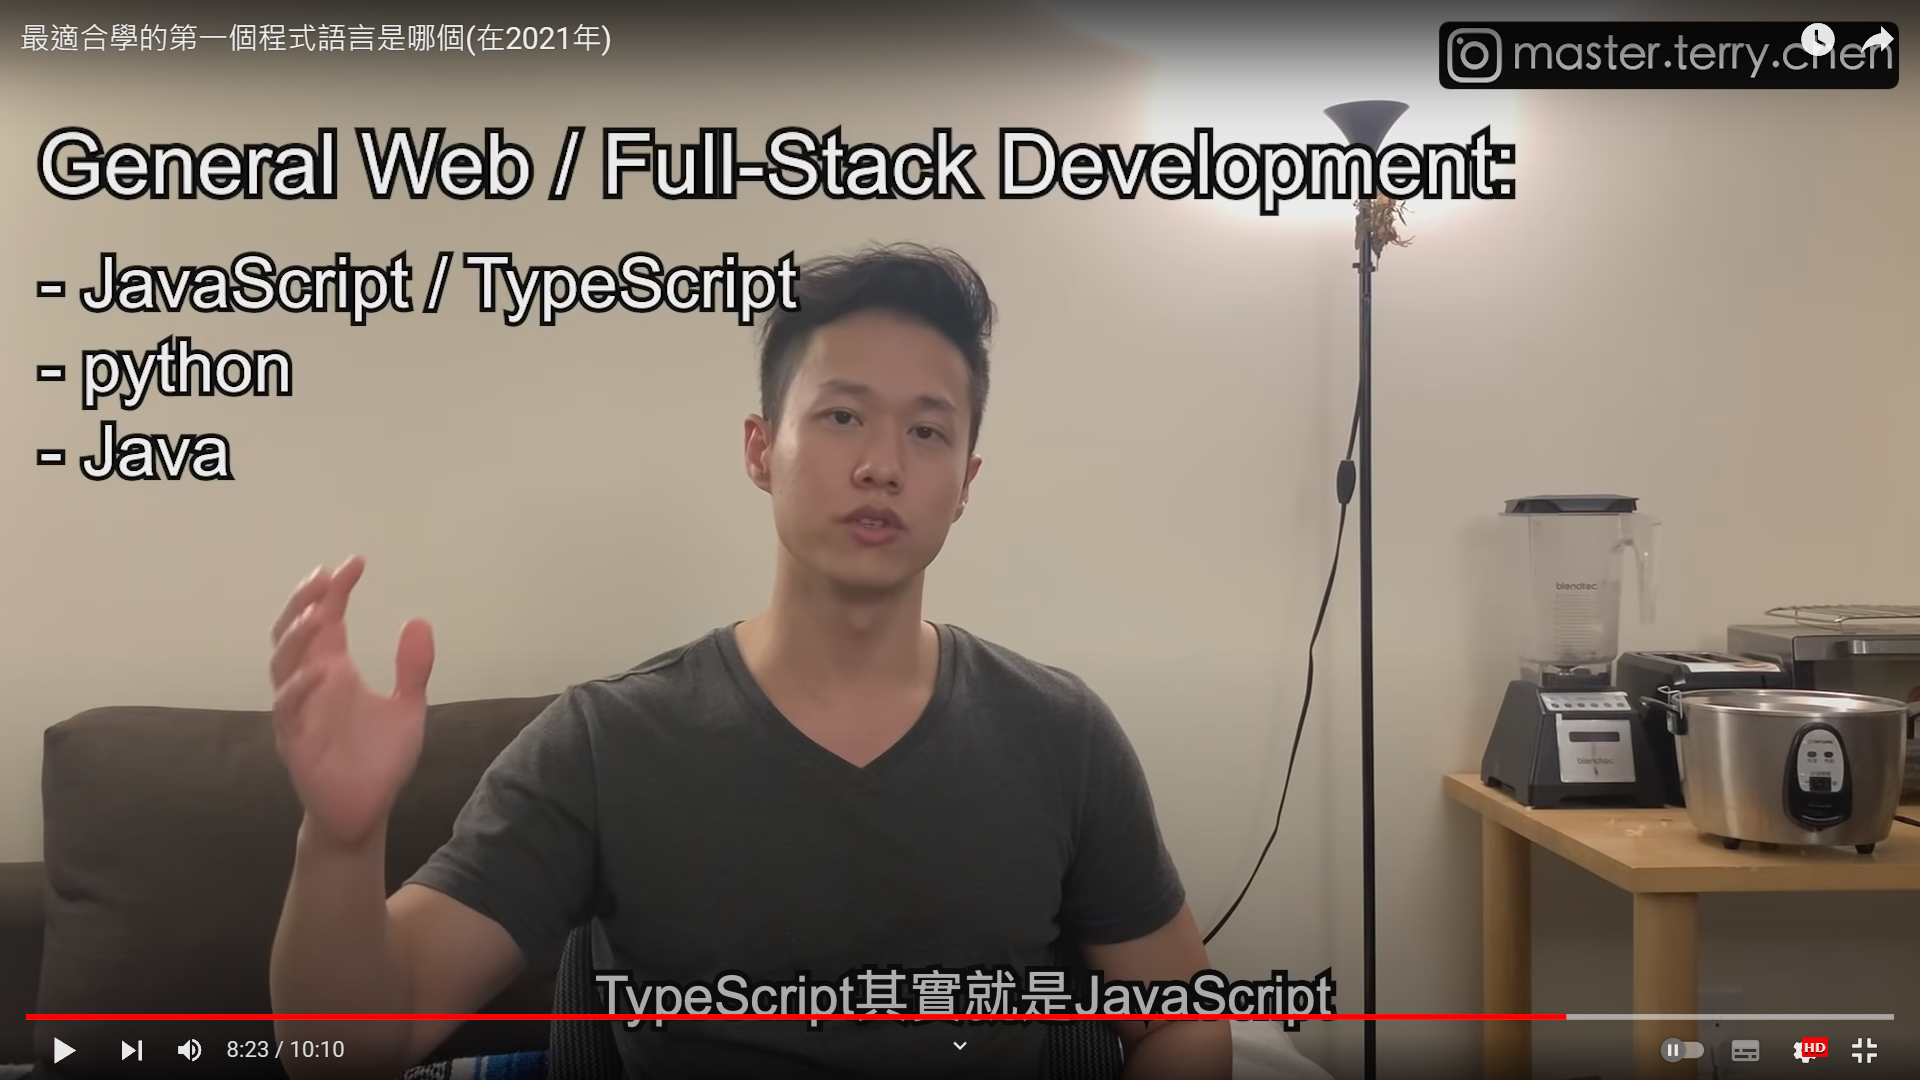 最適合學的第一個程式語言是哪個(在2021年)
master.terry.chen
General Web / Full-Stack Development:
- JavaScript / TypeScript
- python
- Java
blendtec
blendtec
TypeScript其實就是JavaScript
8:23 / 10:10
HD